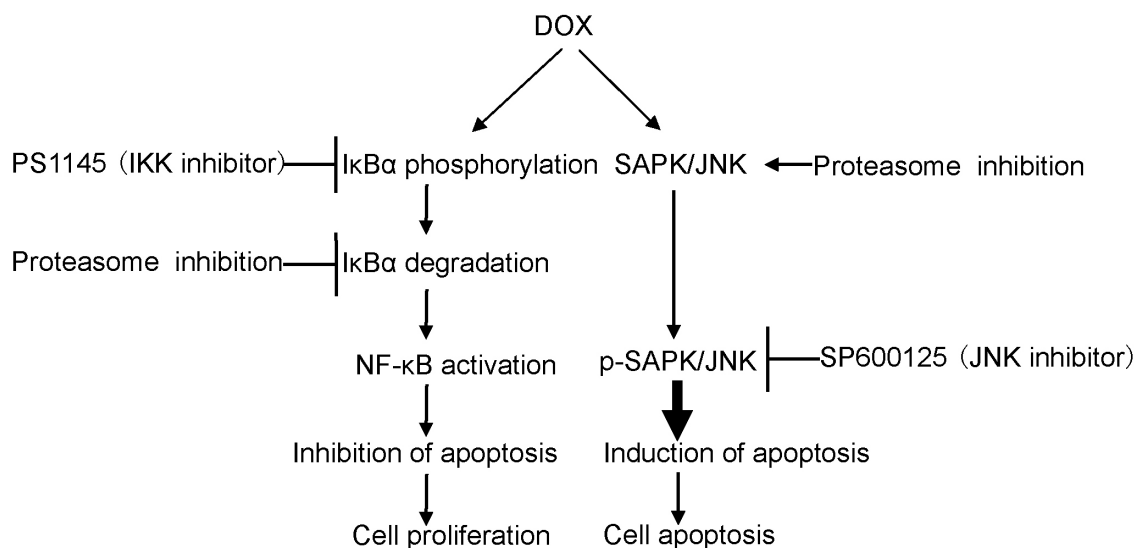 DOX
PS1145 (IKK inhibitor)
IκBα phosphorylation
SAPK/JNK
Proteasome inhibition
Proteasome inhibition
IκBα degradation
NF-κB activation
p-SAPK/JNK
SP600125 (JNK inhibitor)
Inhibition of apoptosis
Induction of apoptosis
Cell proliferation
Cell apoptosis